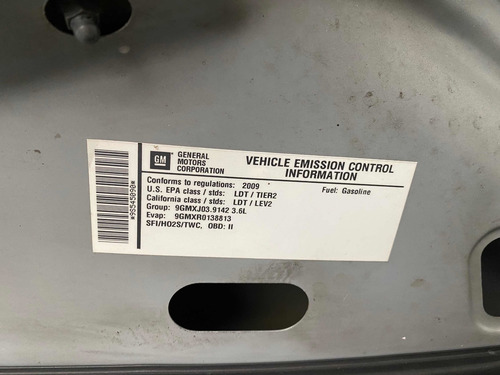 GM
GENERAL
MOTORS
CORPORATION
VEHICLE EMISSION CONTROL
INFORMATION
Conforms to regulations: 2009
Fuel: Gasoline
U.S. EPA class / stds: LDT / TIER2
California class / stds: LDT / LEV2
Group: 9GMXJ03.9142 3.6L
Evap: 9GMXR0138813
SFI/HO2S/TWC, OBD: II
*95545090*